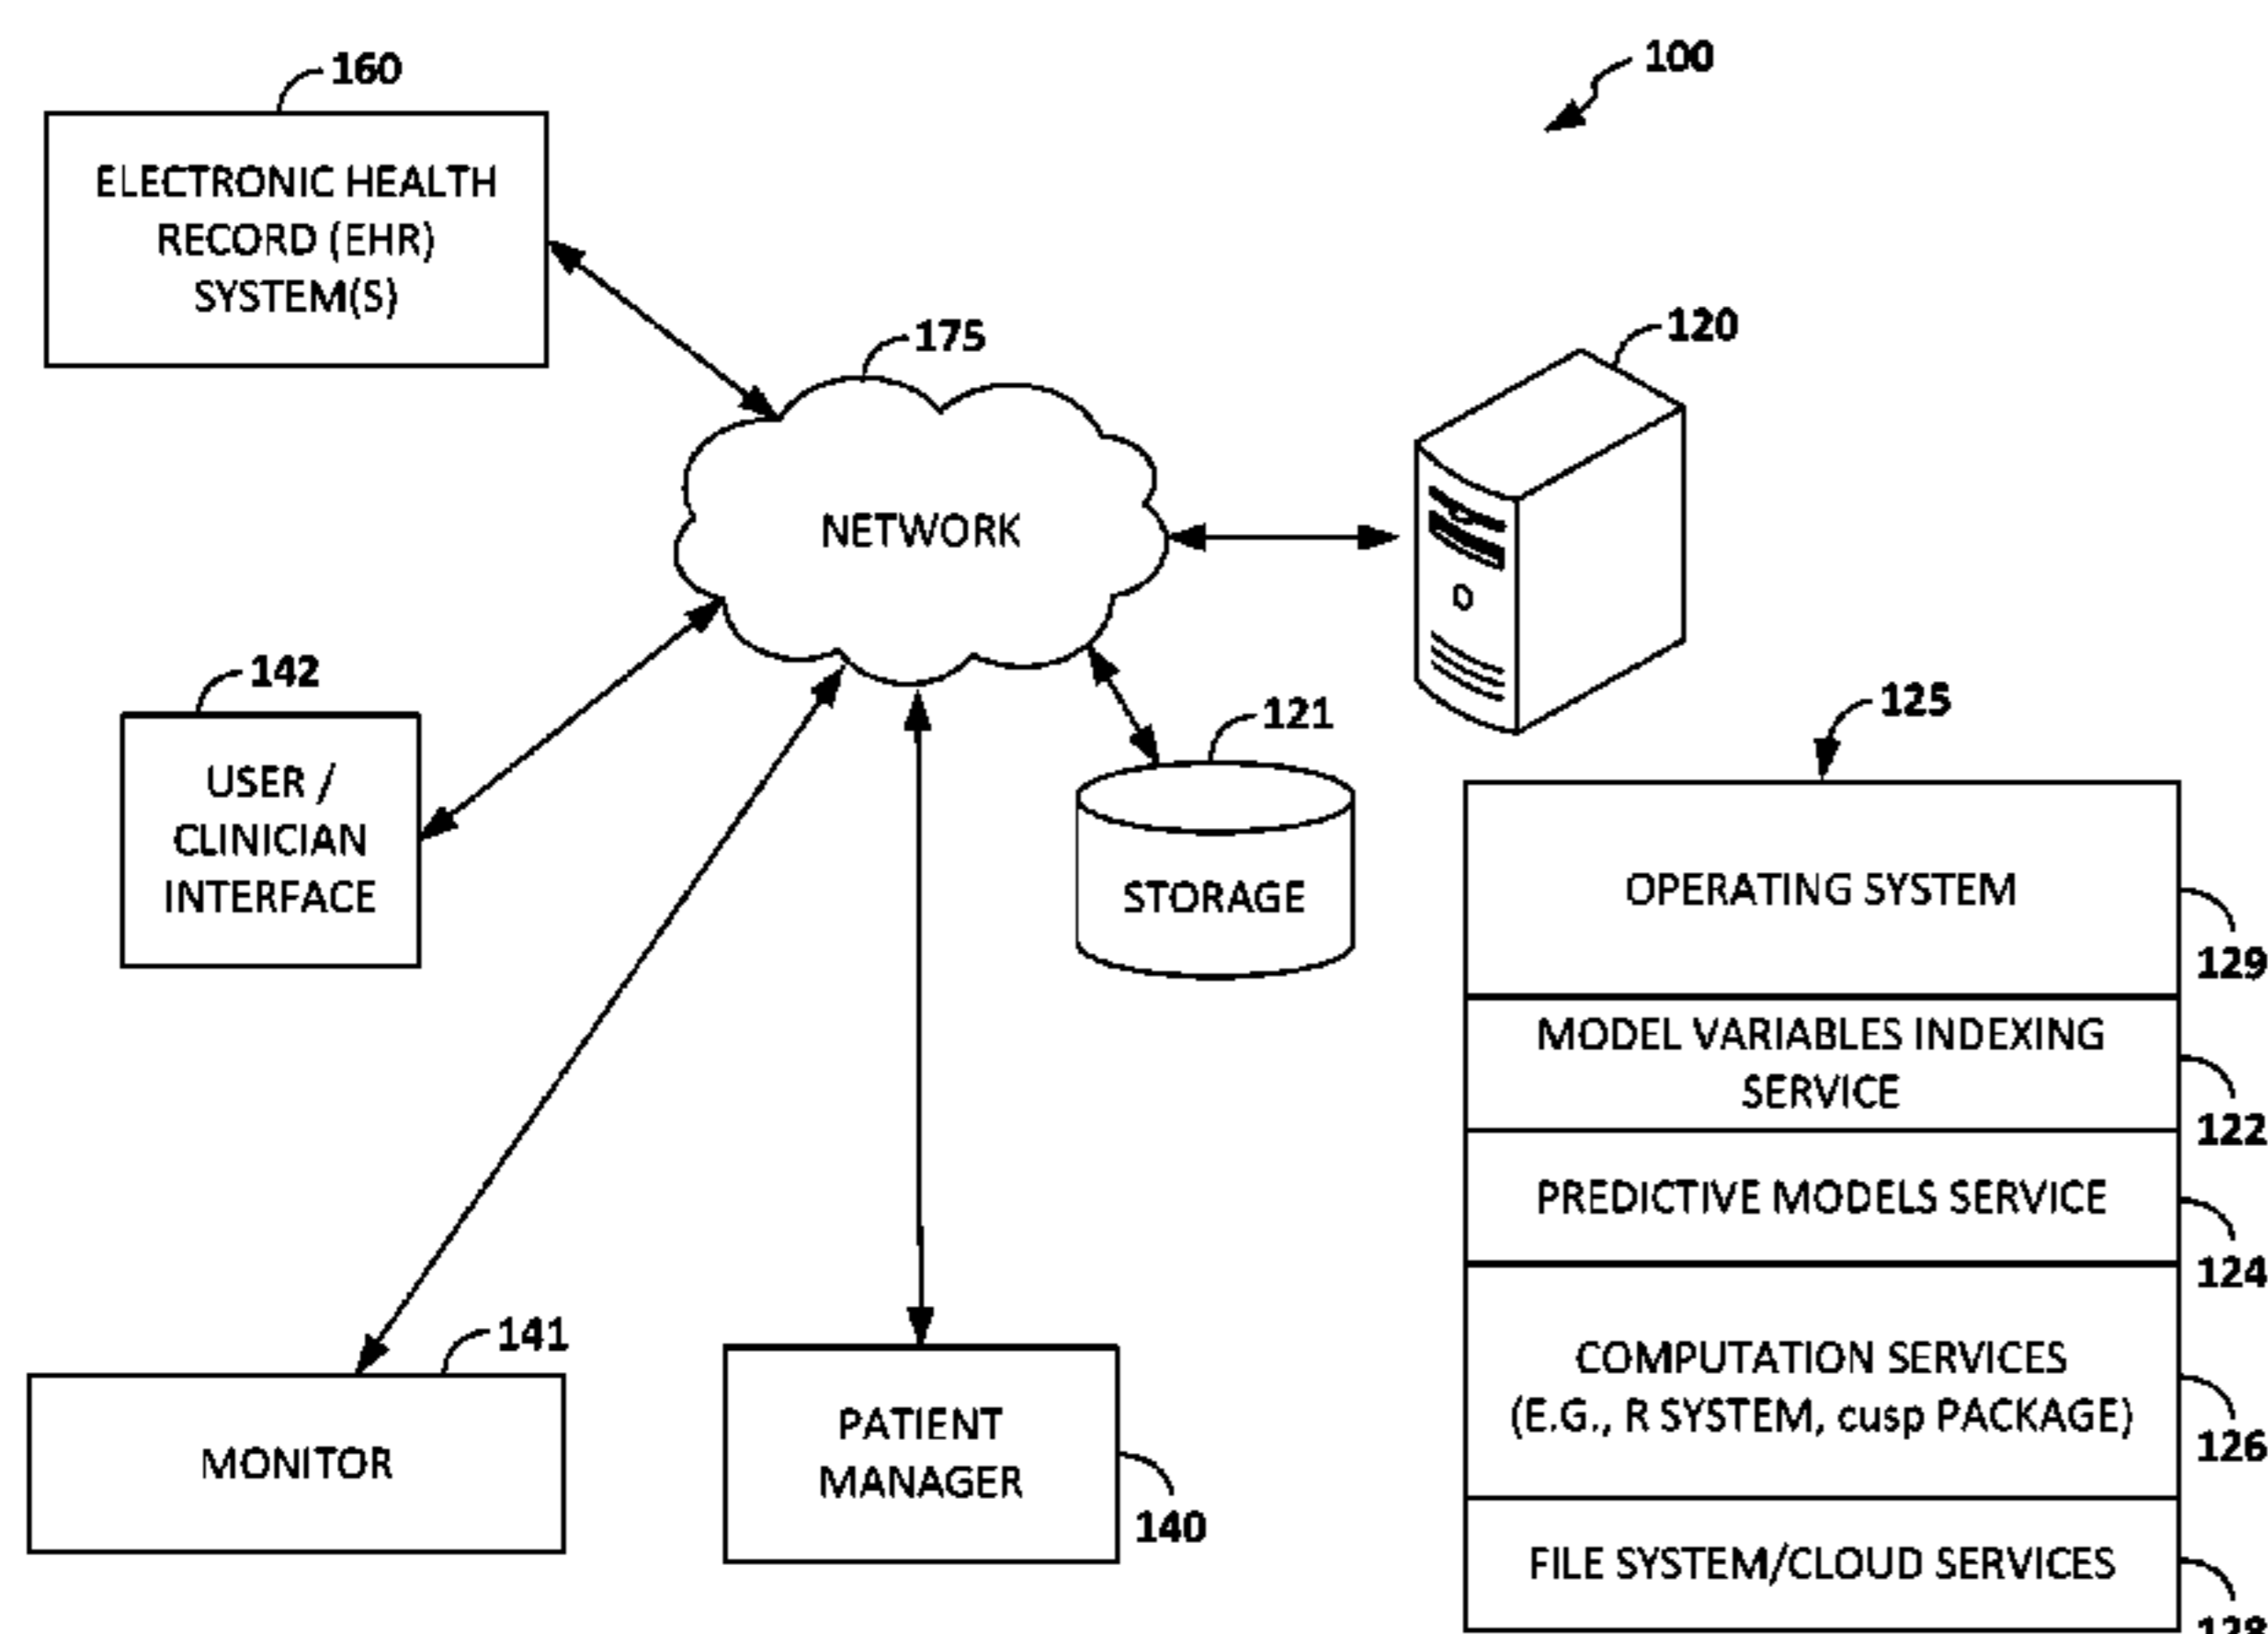 160
100
ELECTRONIC HEALTH
RECORD (EHR)
SYSTEM(S)
175
120
NETWORK
142
USER /
CLINICIAN
INTERFACE
121
STORAGE
125
OPERATING SYSTEM
129
MODEL VARIABLES INDEXING
SERVICE
122
PREDICTIVE MODELS SERVICE
124
COMPUTATION SERVICES
(E.G., R SYSTEM, cusp PACKAGE)
126
FILE SYSTEM/CLOUD SERVICES
128
141
MONITOR
PATIENT
MANAGER
140